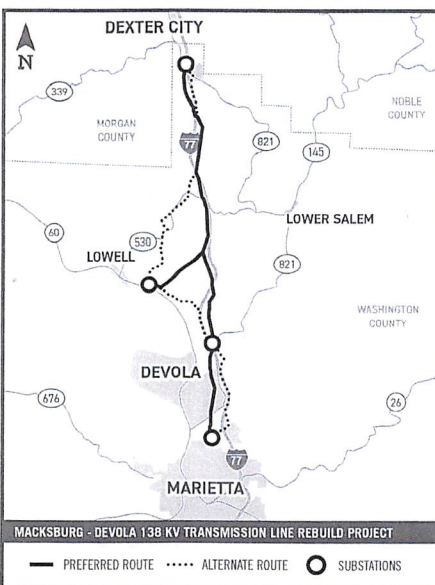 DEXTER CITY
N
339
MORGAN
COUNTY
NOBLE
COUNTY
77
821
145
LOWER SALEM
60
530
LOWELL
821
WASHINGTON
COUNTY
DEVOLA
676
26
77
MARIETTA
MACKSBURG - DEVOLA 138 KV TRANSMISSION LINE REBUILD PROJECT
PREFERRED ROUTE ALTERNATE ROUTE SUBSTATIONS